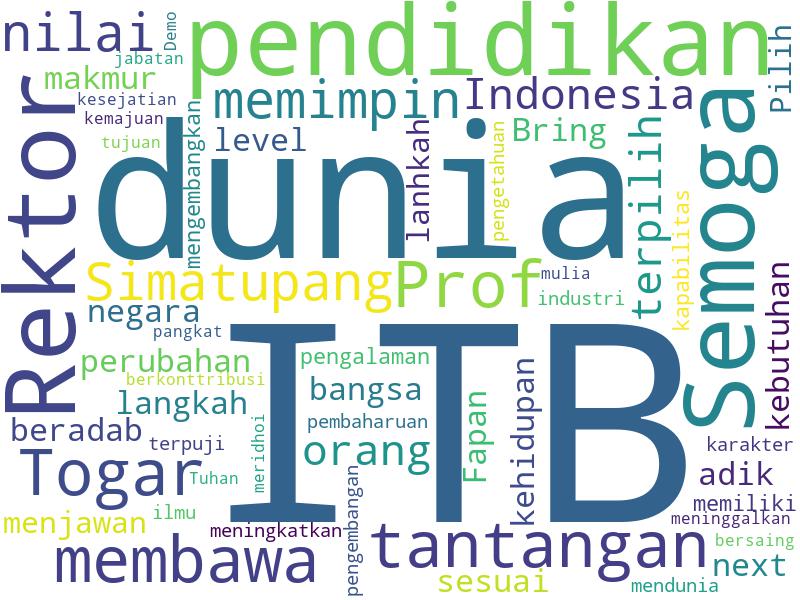 nilai
Demo
pendidikan
Pilih
jabatan
makmur
kesejatian
kemajuan
tujuan
Rektor
mengembangkan
memimpin
Indonesia
level
lanhkah
pengetahuan
Bring
terpilih
Semoga
dunia
kapabilitas
Simatupang
Prof
mulia
industri
negara
pangkat
kebutuhan
ITB
perubahan
berkonttribusi
pengalaman
bangsa
langkah
pembaharuan
Fapan
kehidupan
beradab
terpuji
meridhoi
orang
karakter
Togar
Tuhan
adik
memiliki
menjawan
ilmu
meningkatkan
pengembangan
tantangan
meninggalkan
bersaing
membawa
next
sesuai
mendunia